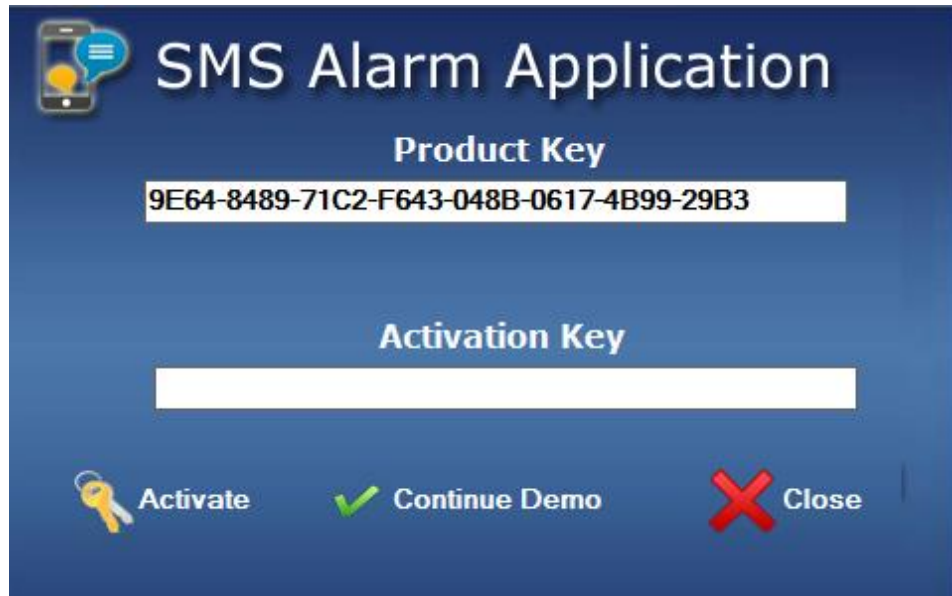 SMS Alarm Application
Product Key
9E64-8489-71C2-F643-048B-0617-4B99-29B3
Activation Key
Activate Continue Demo Close